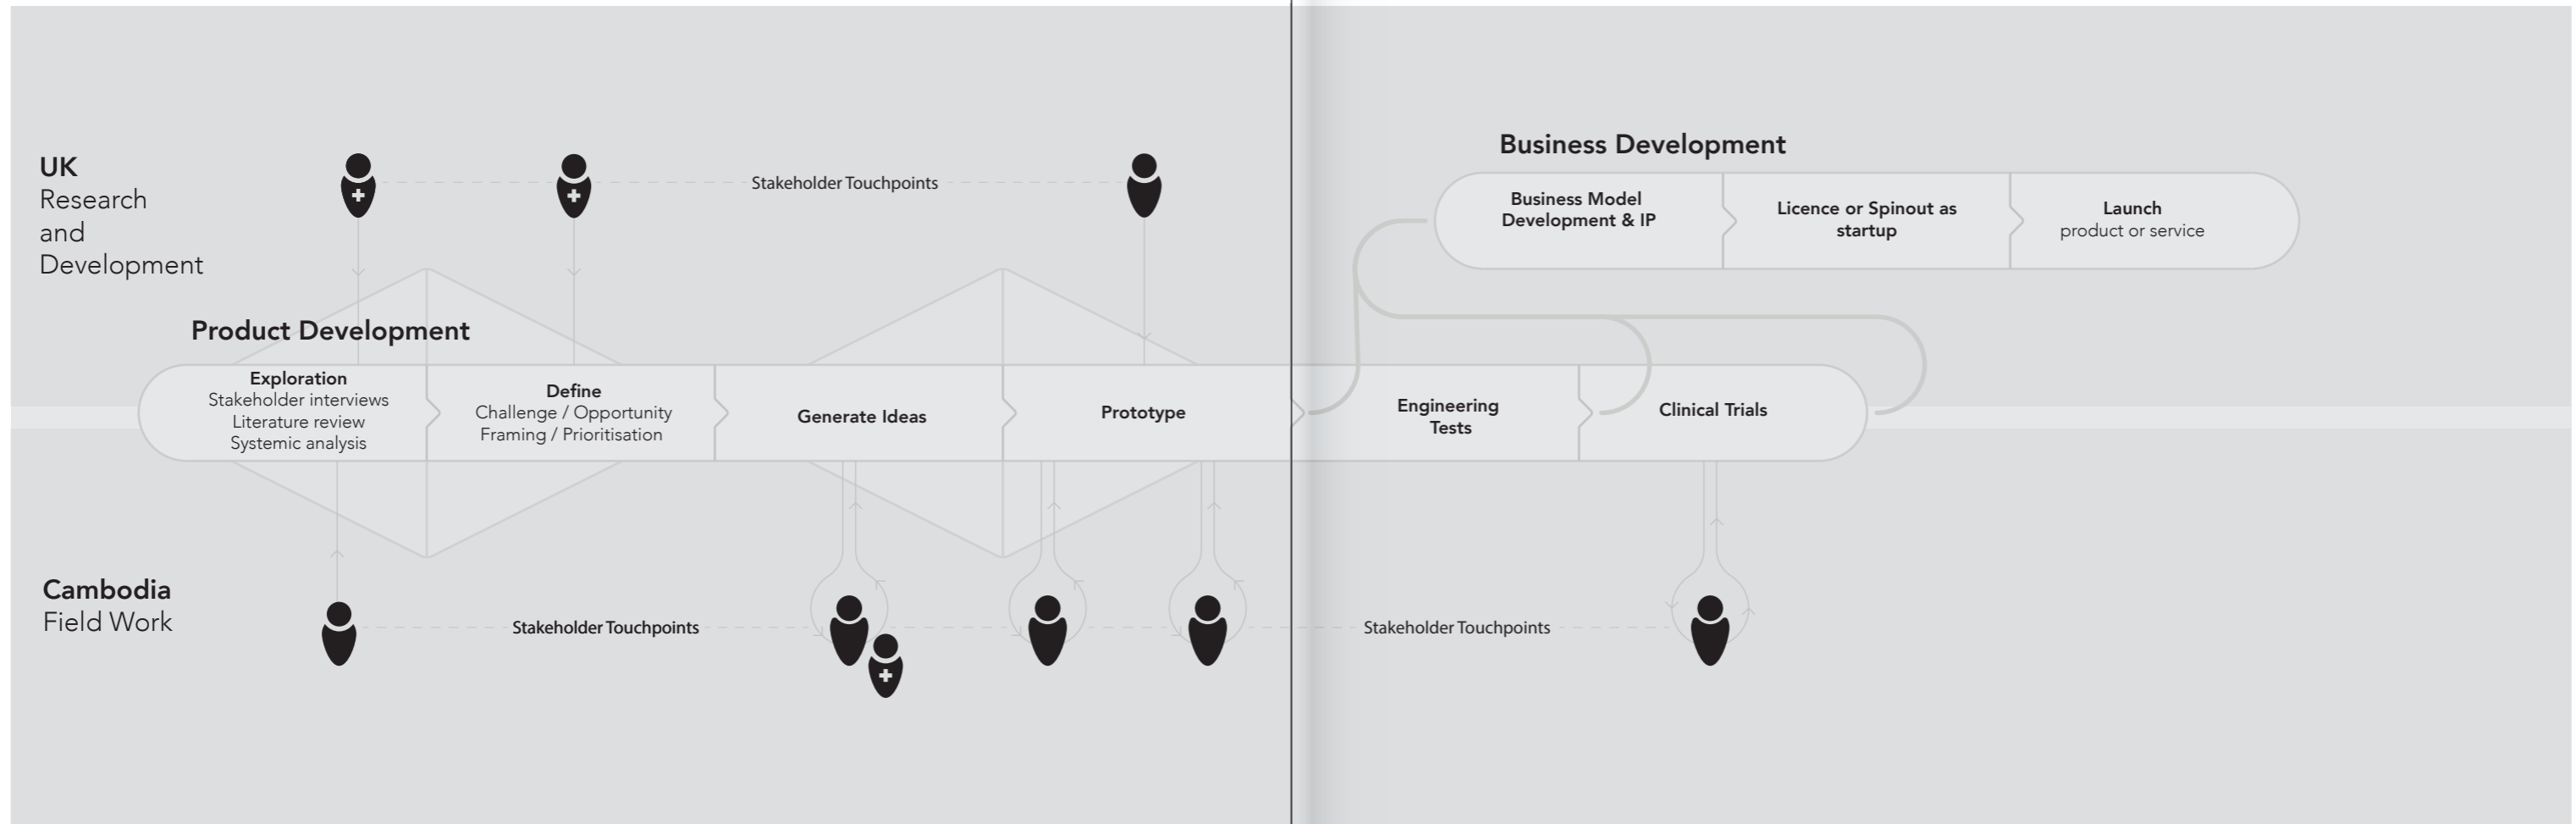 UK
Research
and
Development
Stakeholder Touchpoints
Business Development
Business Model
Development & IP
Licence or Spinout as
startup
Launch
product or service
Product Development
Exploration
Stakeholder interviews
Literature review
Systemic analysis
Define
Challenge / Opportunity
Framing / Prioritisation
Generate Ideas
Prototype
Engineering
Tests
Clinical Trials
Cambodia
Field Work
Stakeholder Touchpoints
Stakeholder Touchpoints